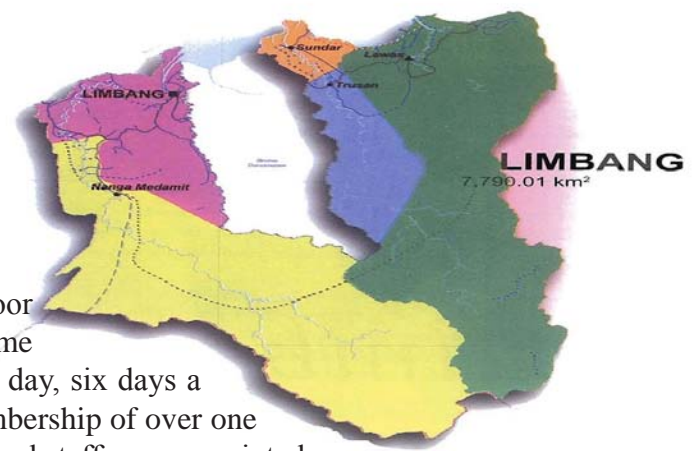 Sundar
Lawas
LIMBANG
Trusan
LIMBANG
7,790.01 km²
Nanga Medamit
oor
me
day, six days a
nbership of over one